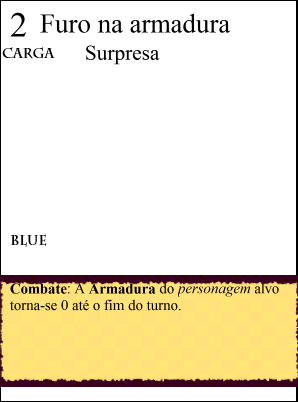 2 Furo na armadura
CARGA Surpresa
BLUE
Combate: A Armadura do personagem alvo
torna-se 0 até o fim do turno.